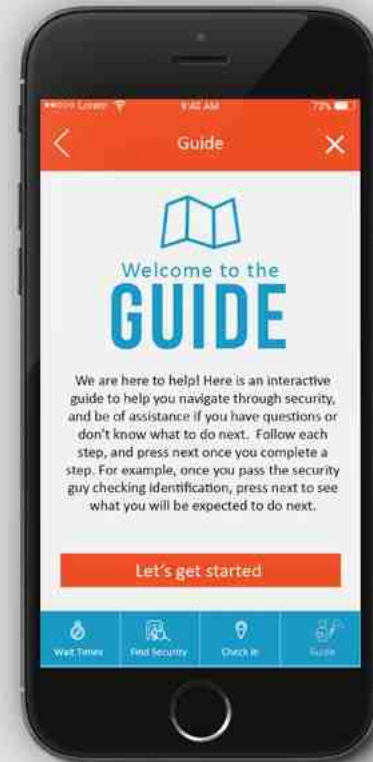 Lorem 9:41 AM 73%
Guide
Welcome to the
GUIDE
We are here to help! Here is an interactive
guide to help you navigate through security,
and be of assistance if you have questions or
don't know what to do next. Follow each
step, and press next once you complete a
step. For example, once you pass the security
guy checking identification, press next to see
what you will be expected to do next.
Let's get started
Wait Times Find Security Check In Guide